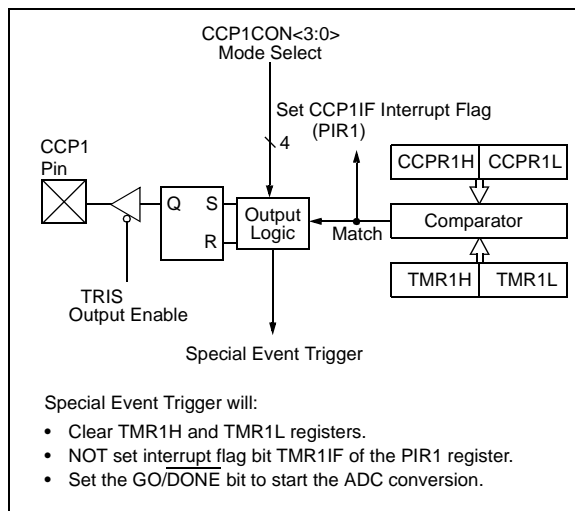 CCP1CON<3:0>
Mode Select
Set CCP1IF Interrupt Flag
(PIR1)
4
CCP1
Pin
CCPR1H CCPR1L
Q S
R
Output
Logic
Match
Comparator
TRIS
Output Enable
TMR1H TMR1L
Special Event Trigger
Special Event Trigger will:
• Clear TMR1H and TMR1L registers.
• NOT set interrupt flag bit TMR1IF of the PIR1 register.
• Set the GO/DONE bit to start the ADC conversion.